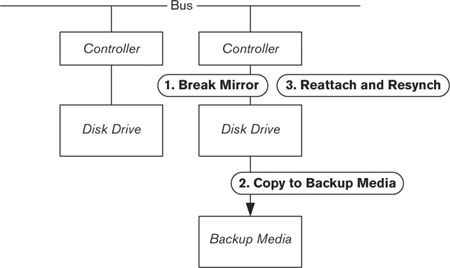 Bus
Controller
Controller
1. Break Mirror
3. Reattach and Resynch
Disk Drive
Disk Drive
2. Copy to Backup Media
Backup Media